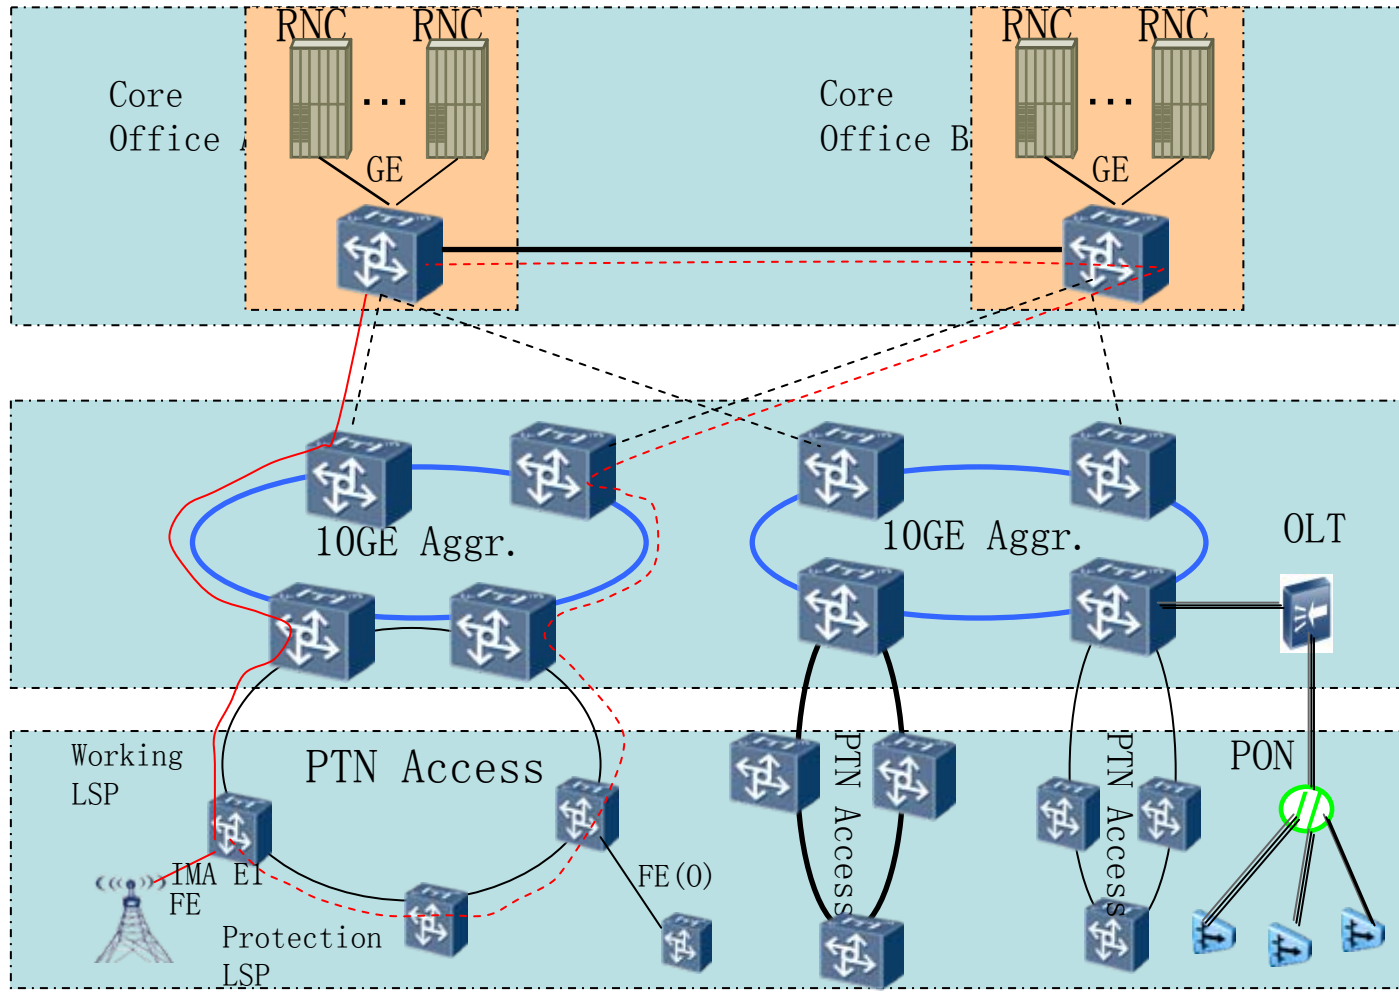 RNC RNC
RNC RNC
Core
Office A
Core
Office B
GE
GE
10GE Aggr.
10GE Aggr.
OLT
Working
LSP
PTN Access
PTN Access
PTN Access
PON
IMA E1
FE
FE(O)
Protection
LSP